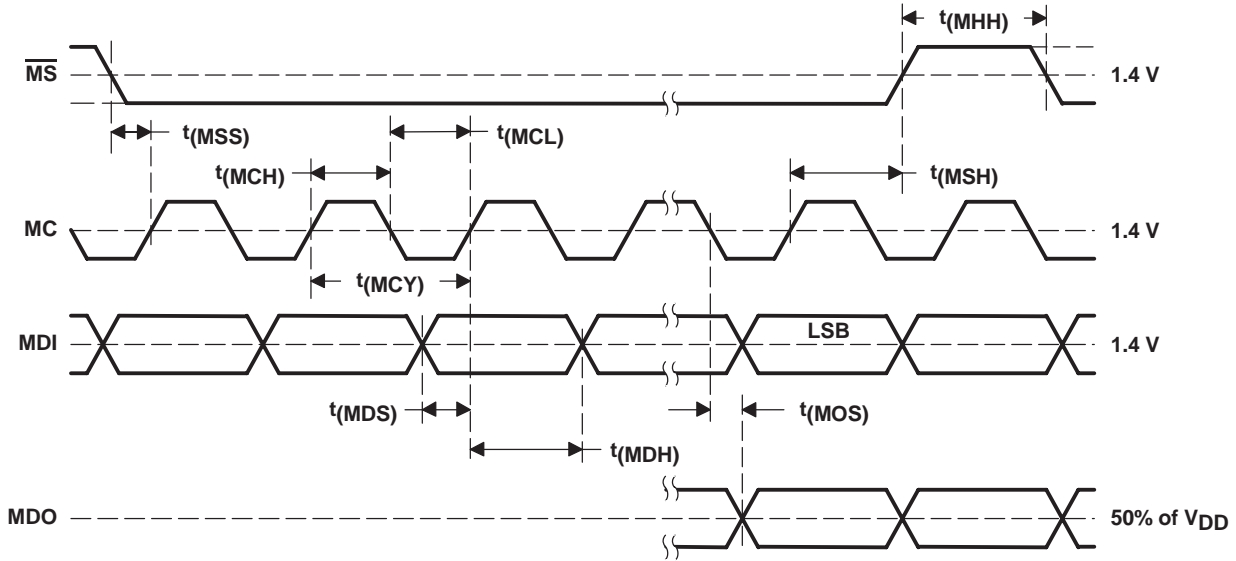 t(MHH)
MS
1.4 V
t(MSS)
t(MCL)
t(MCH)
t(MSH)
MC
1.4 V
t(MCY)
LSB
MDI
1.4 V
t(MDS)
t(MOS)
t(MDH)
MDO
50% of VDD